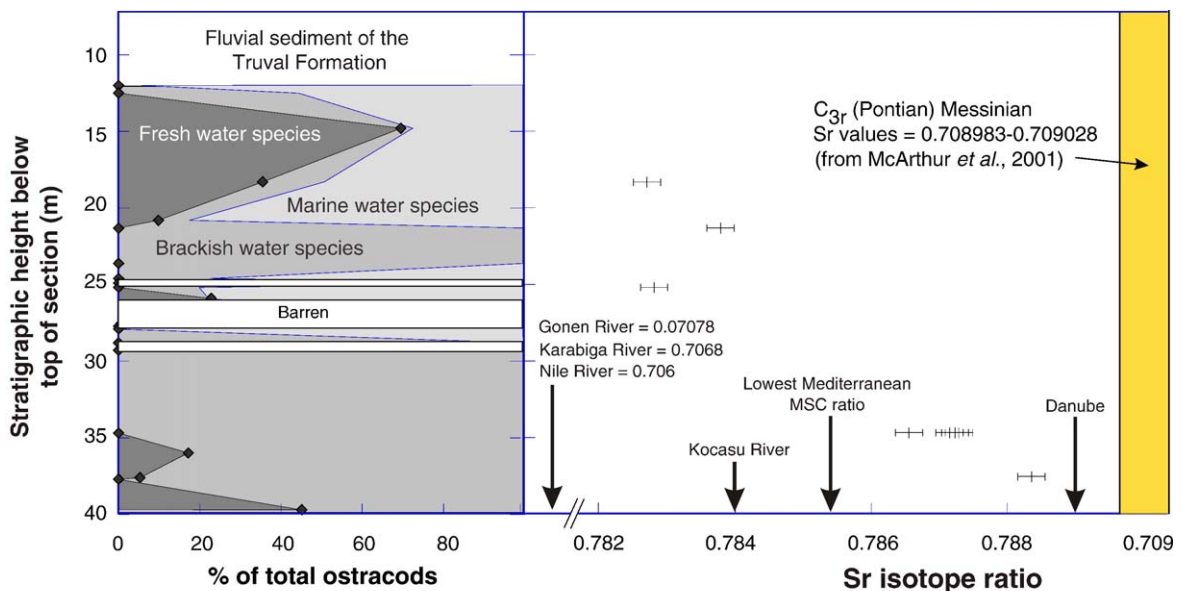 Fluvial sediment of the
Truval Formation
Fresh water species
Marine water species
Brackish water species
Barren
C3r (Pontian) Messinian
Sr values = 0.708983-0.709028
(from McArthur et al., 2001)
Gonen River = 0.07078
Karabiga River = 0.7068
Nile River = 0.706
Lowest Mediterranean
MSC ratio
Kocasu River
Danube
Stratigraphic height below
top of section (m)
10
15
20
25
30
35
40
0
20
40
60
80
% of total ostracods
0.782
0.784
0.786
0.788
0.709
Sr isotope ratio